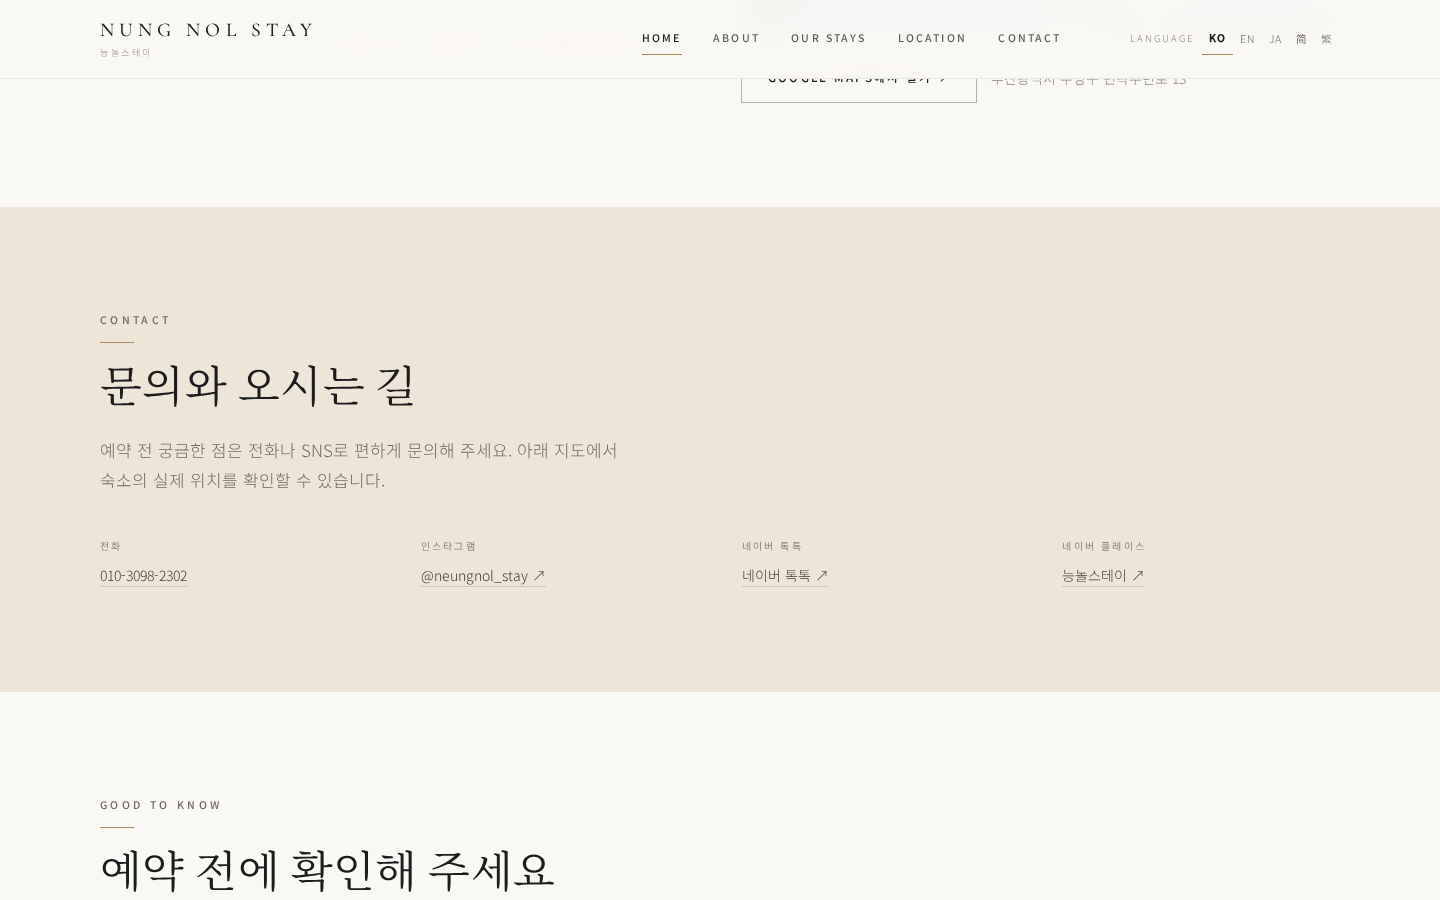 NUNG NOL STAY
능놀스테이
HOME ABOUT OUR STAYS LOCATION CONTACT
LANGUAGE KO EN JA 简 繁
CONTACT
문의와 오시는 길
예약 전 궁금한 점은 전화나 SNS로 편하게 문의해 주세요. 아래 지도에서
숙소의 실제 위치를 확인할 수 있습니다.
전화
010-3098-2302
인스타그램
@neungnol_stay ↗
네이버 톡톡
네이버 톡톡 ↗
네이버 플레이스
능놀스테이 ↗
GOOD TO KNOW
예약 전에 확인해 주세요